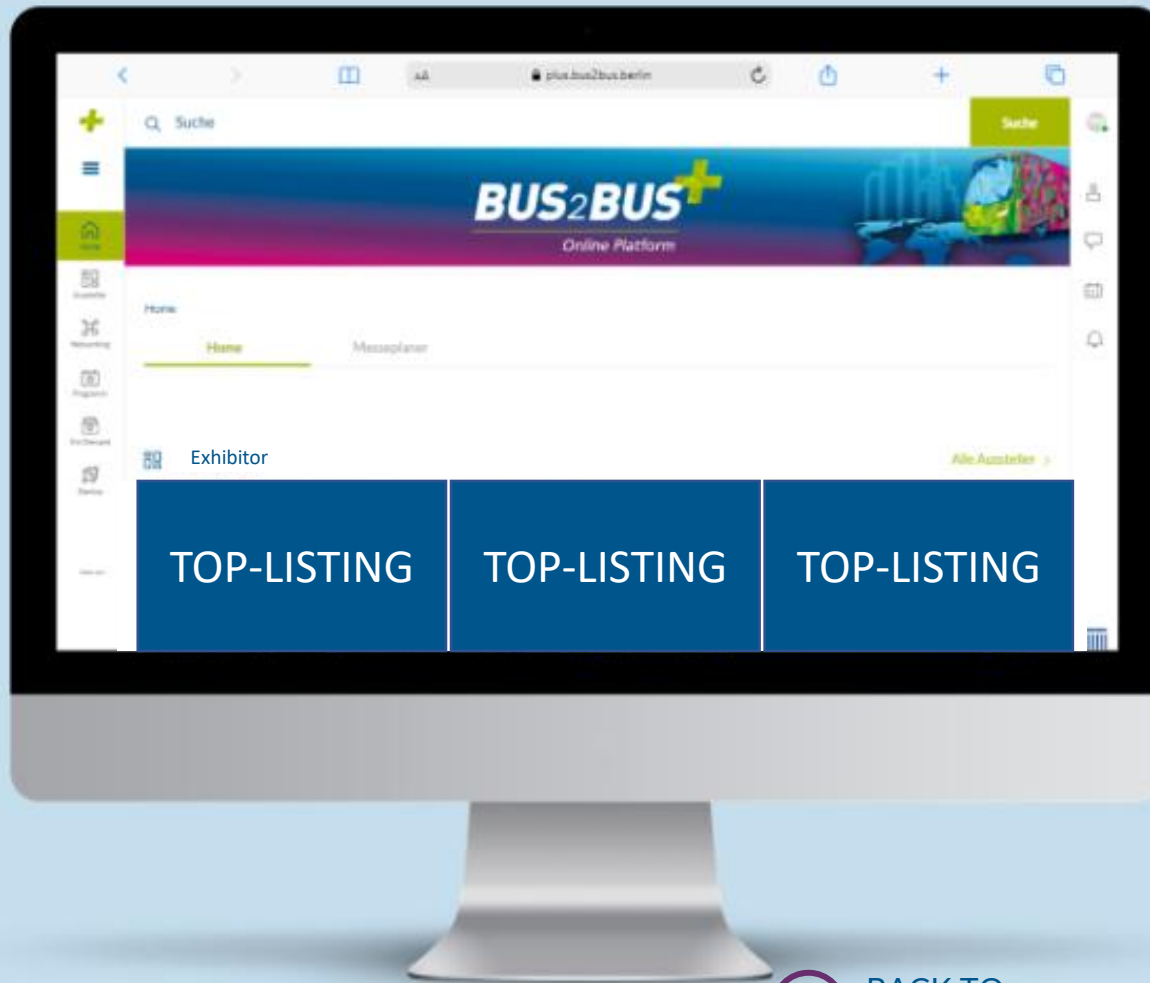 plus.bus2bus.berlin
Suche
Suche
BUS2BUS+
Online Platform
Home
Home
Messeplaner
Exhibitor
Alle Aussteller >
TOP-LISTING
TOP-LISTING
TOP-LISTING
BACK TO